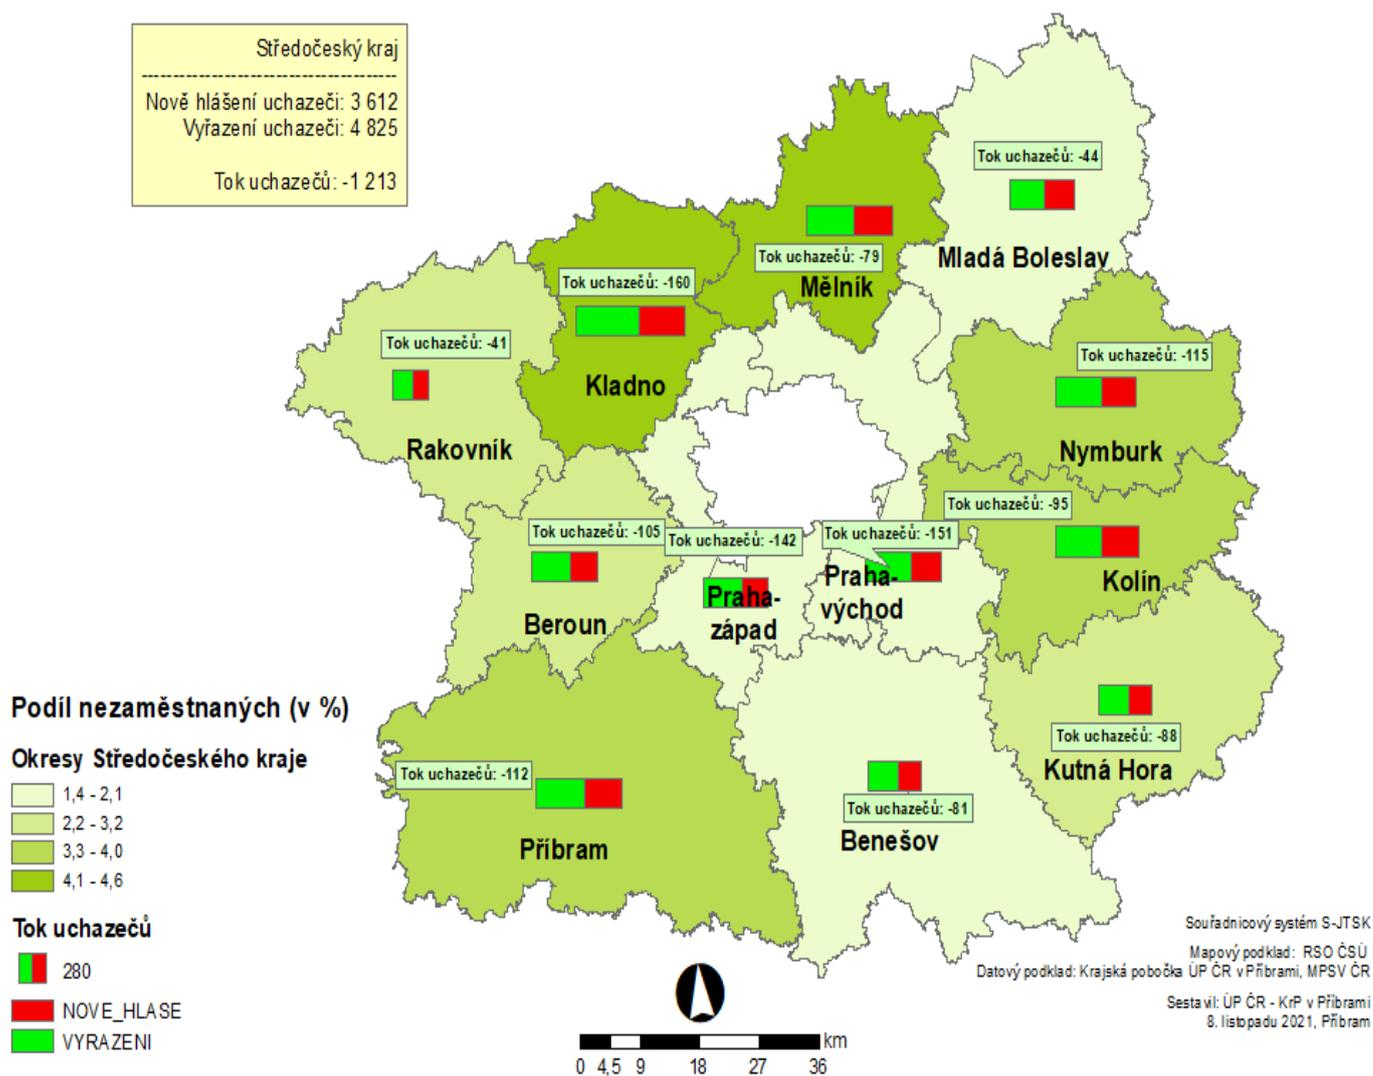 Středočeský kraj
----------------------------------------
Nově hlášení uchazeči: 3 612
Vyřazení uchazeči: 4 825
Tok uchazečů: -1 213
Tok uchazečů: -44
Mladá Boleslav
Tok uchazečů: -79
Mělník
Tok uchazečů: -160
Kladno
Tok uchazečů: -41
Rakovník
Tok uchazečů: -115
Nymburk
Tok uchazečů: -95
Kolín
Tok uchazečů: -105
Beroun
Tok uchazečů: -142
Praha-
západ
Tok uchazečů: -151
Praha-
východ
Tok uchazečů: -88
Kutná Hora
Tok uchazečů: -112
Příbram
Tok uchazečů: -81
Benešov
Podíl nezaměstnaných (v %)
Okresy Středočeského kraje
1,4 - 2,1
2,2 - 3,2
3,3 - 4,0
4,1 - 4,6
Tok uchazečů
280
NOVE_HLASE
VYRAZENI
km
0 4,5 9 18 27 36
Souřadnicový systém S-JTSK
Mapový podklad: RSO ČSÚ
Datový podklad: Krajská pobočka ÚP ČR v Příbrami, MPSV ČR
Sestavil: ÚP ČR - KrP v Příbrami
8. listopadu 2021, Příbram